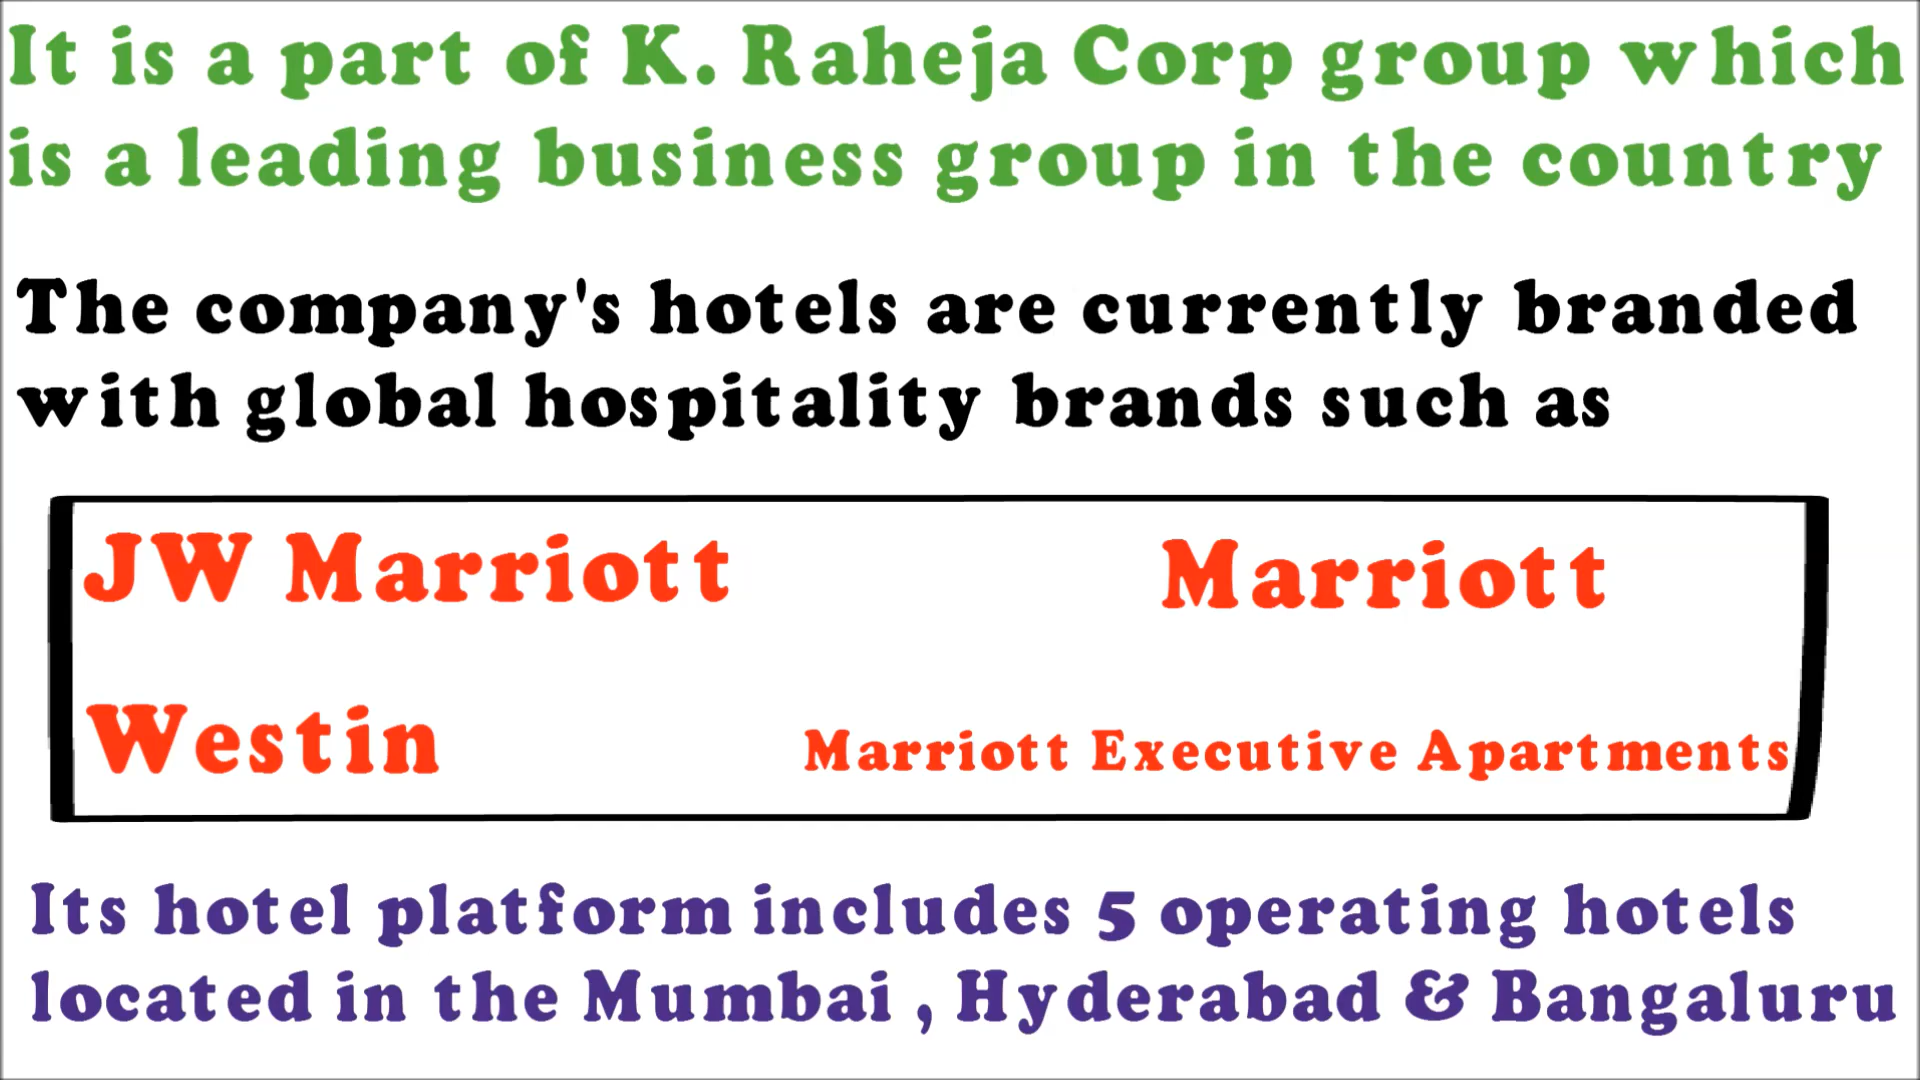 It is a part of K. Raheja Corp group which
is a leading business group in the country
The company's hotels are currently branded
with global hospitality brands such as
JW Marriott Marriott
Westin Marriott Executive Apartments
Its hotel platform includes 5 operating hotels
located in the Mumbai , Hyderabad & Bangaluru